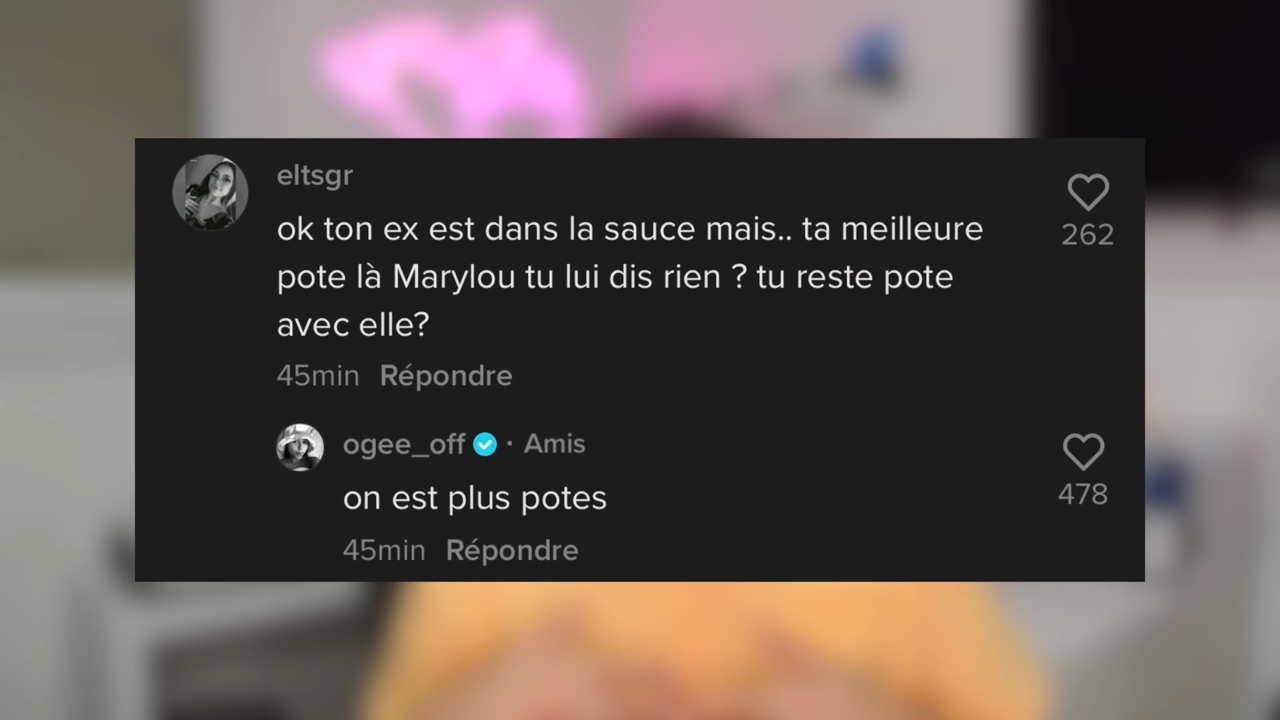 eltsgr
ok ton ex est dans la sauce mais.. ta meilleure
pote là Marylou tu lui dis rien ? tu reste pote
avec elle?
262
45min Répondre
ogee_off · Amis
on est plus potes
478
45min Répondre